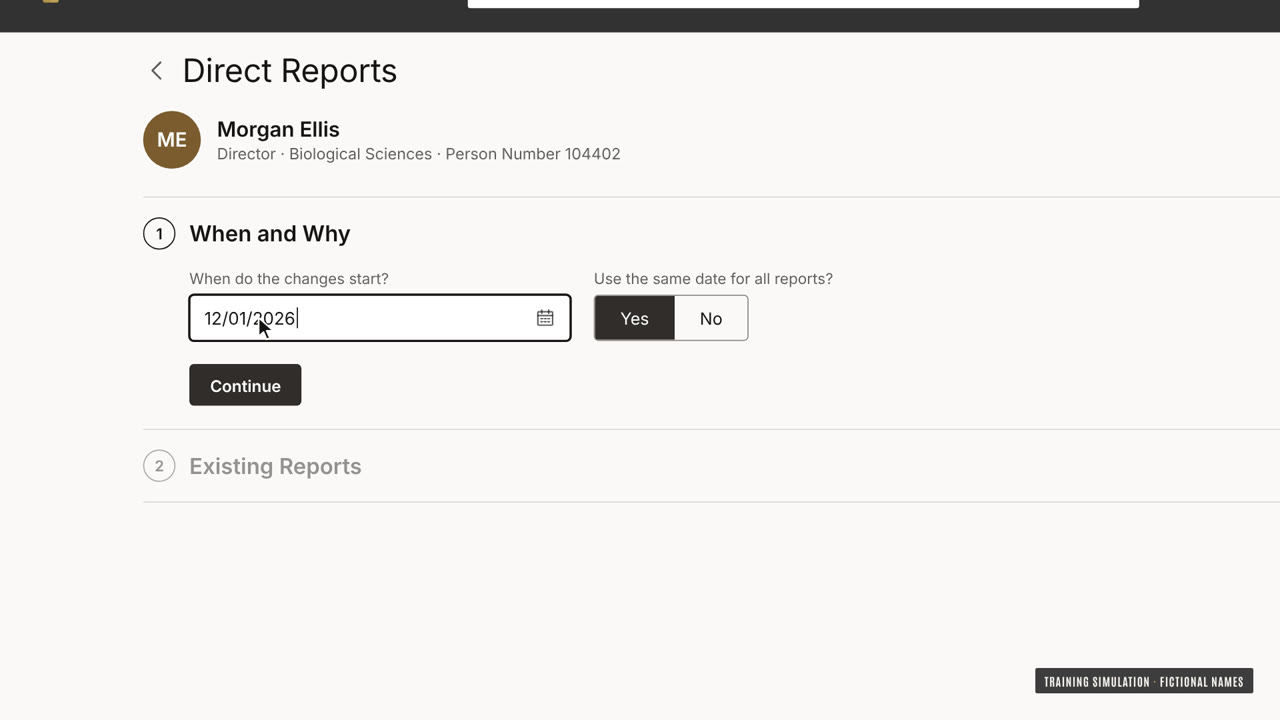 Direct Reports
ME
Morgan Ellis
Director · Biological Sciences · Person Number 104402
1
When and Why
When do the changes start?
Use the same date for all reports?
12/01/2026
Yes
No
Continue
2
Existing Reports
TRAINING SIMULATION · FICTIONAL NAMES